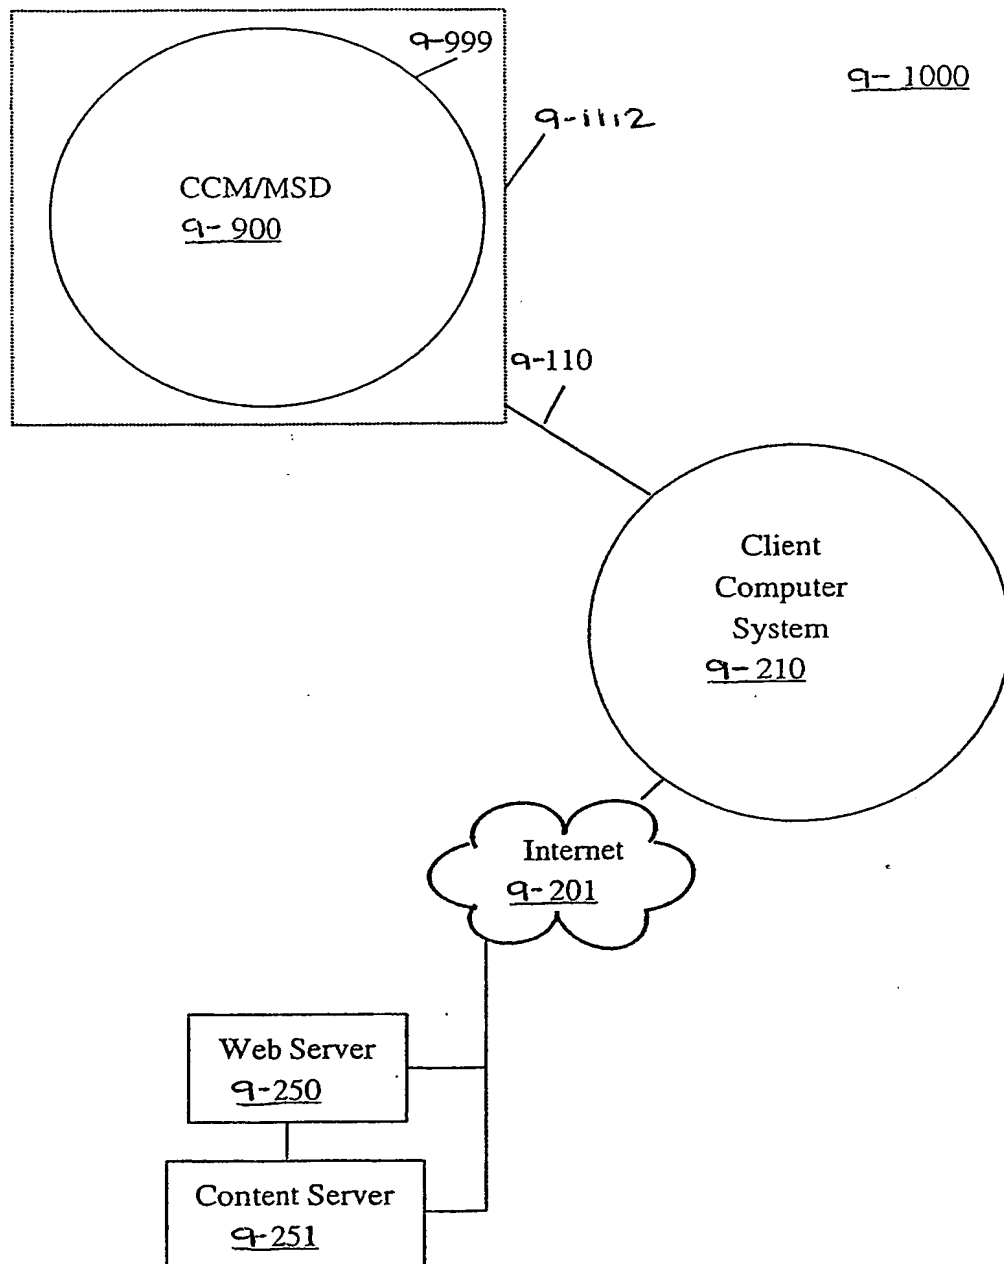 9-999
9-1000
9-1112
CCM/MSD
9-900
9-110
Client
Computer
System
9-210
Internet
9-201
Web Server
9-250
Content Server
9-251